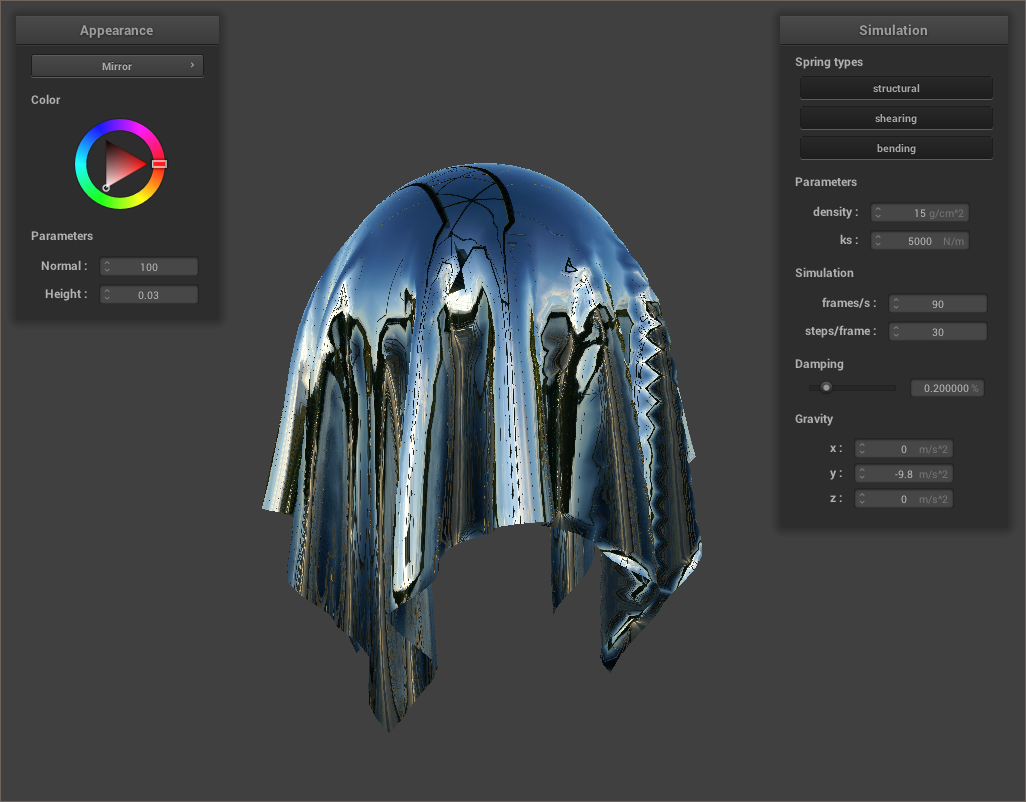 Appearance
Mirror
Color
Parameters
Normal : 100
Height : 0.03
Simulation
Spring types
structural
shearing
bending
Parameters
density : 15 g/cm^2
ks : 5000 N/m
Simulation
frames/s : 90
steps/frame : 30
Damping
0.200000 %
Gravity
x : 0 m/s^2
y : -9.8 m/s^2
z : 0 m/s^2